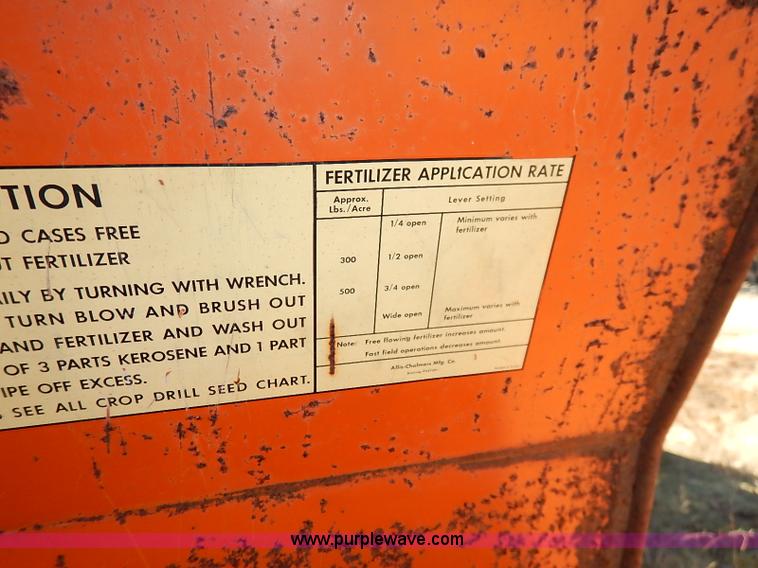 TION
CASES FREE
FERTILIZER
BY TURNING WITH WRENCH.
TURN BLOW AND BRUSH OUT
AND FERTILIZER AND WASH OUT
OF 3 PARTS KEROSENE AND 1 PART
OFF EXCESS.
SEE ALL CROP DRILL SEED CHART.
FERTILIZER APPLICATION RATE
Approx.
Lbs./Acre
Lever Setting
1/4 open
Minimum varies with
fertilizer
300
1/2 open
500
3/4 open
Wide open
Maximum varies with
fertilizer
Note: Free flowing fertilizer increases amount.
Fast field operations decreases amount.
Allis-Chalmers Mfg. Co.
www.purplewave.com